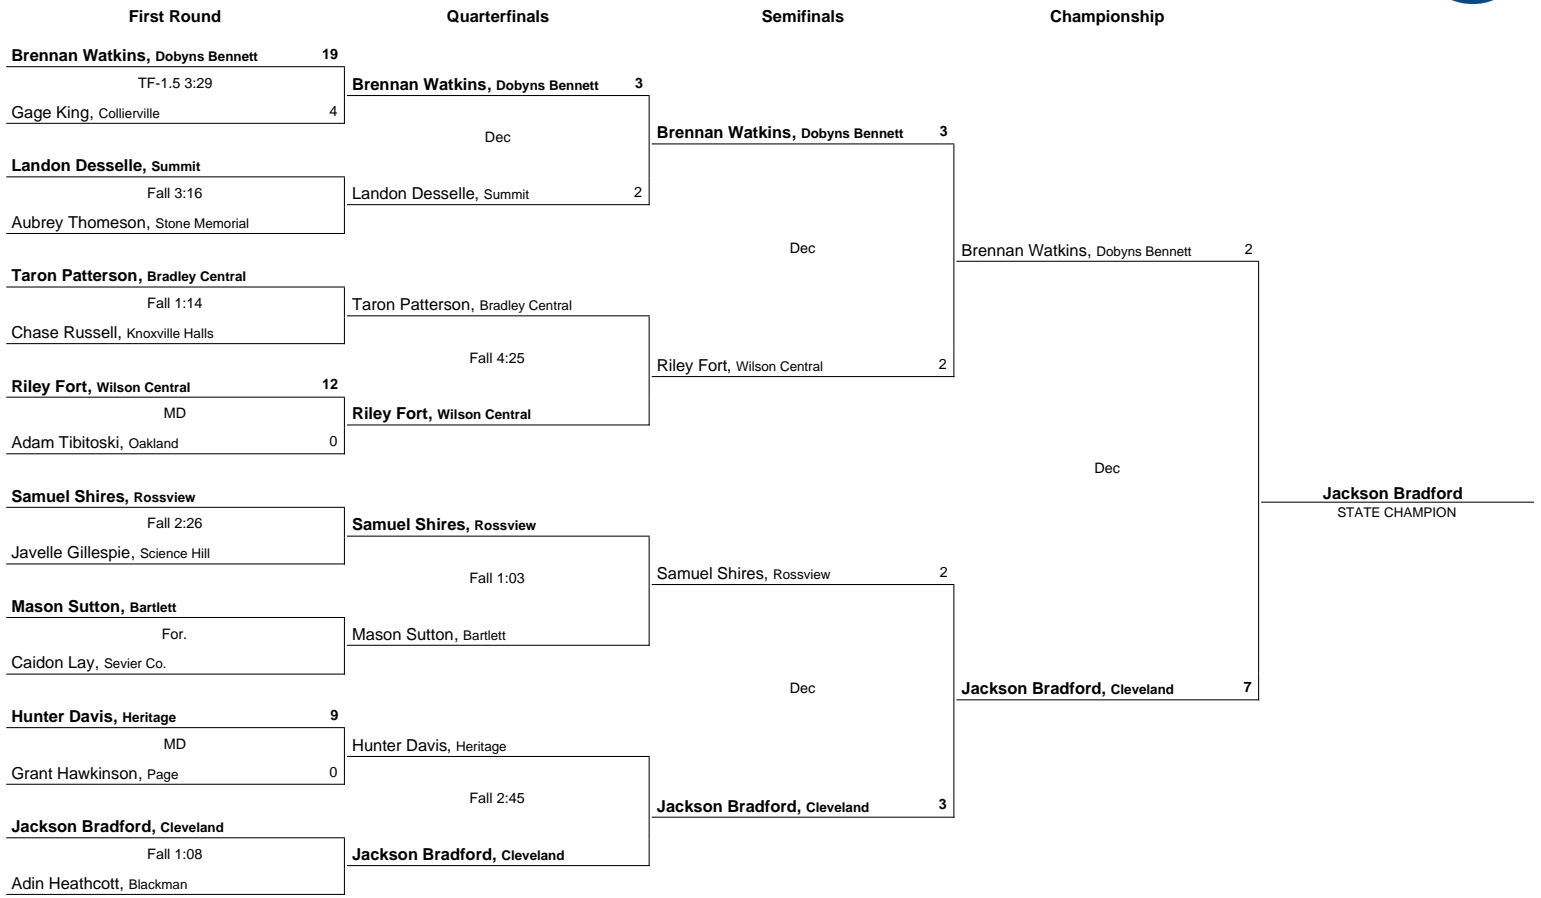 First Round
Quarterfinals
Semifinals
Championship
Brennan Watkins, Dobyns Bennett 19
TF-1.5 3:29
Gage King, Collierville 4
Landon Desselle, Summit
Fall 3:16
Aubrey Thomeson, Stone Memorial
Taron Patterson, Bradley Central
Fall 1:14
Chase Russell, Knoxville Halls
Riley Fort, Wilson Central 12
MD
Adam Tibitoski, Oakland 0
Samuel Shires, Rossview
Fall 2:26
Javelle Gillespie, Science Hill
Mason Sutton, Bartlett
For.
Caidon Lay, Sevier Co.
Hunter Davis, Heritage 9
MD
Grant Hawkinson, Page 0
Jackson Bradford, Cleveland
Fall 1:08
Adin Heathcott, Blackman
Brennan Watkins, Dobyns Bennett 3
Dec
Landon Desselle, Summit 2
Taron Patterson, Bradley Central
Fall 4:25
Riley Fort, Wilson Central
Samuel Shires, Rossview
Fall 1:03
Mason Sutton, Bartlett
Hunter Davis, Heritage
Fall 2:45
Jackson Bradford, Cleveland
Brennan Watkins, Dobyns Bennett 3
Dec
Riley Fort, Wilson Central 2
Samuel Shires, Rossview 2
Dec
Jackson Bradford, Cleveland 3
Brennan Watkins, Dobyns Bennett 2
Dec
Jackson Bradford, Cleveland 7
Jackson Bradford
STATE CHAMPION